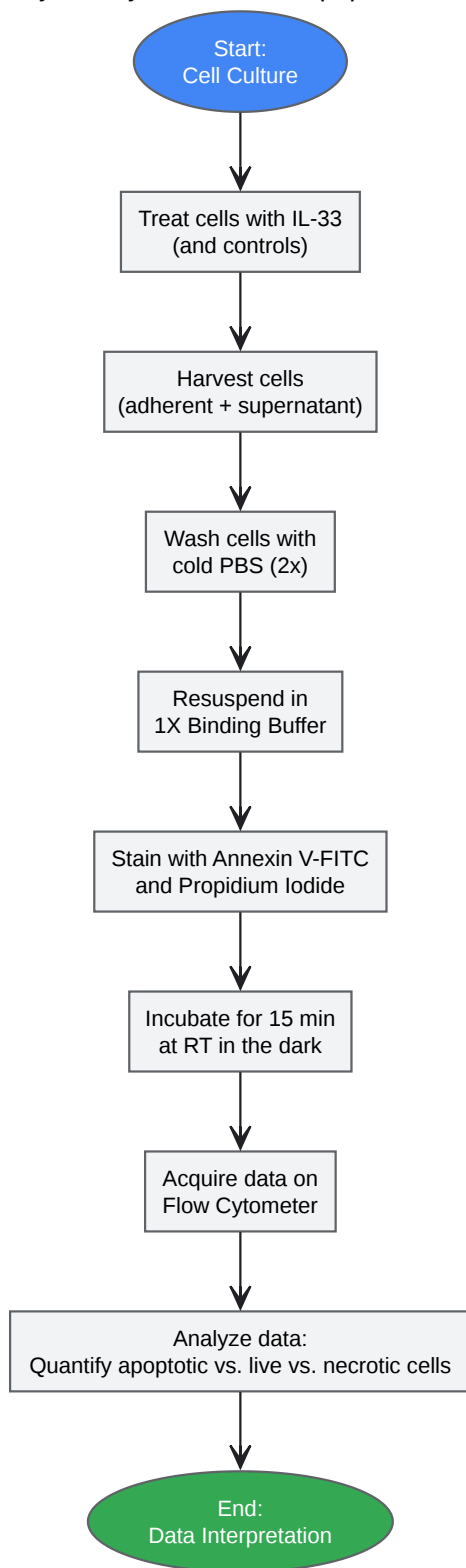 Start:
Cell Culture
Treat cells with IL-33
(and controls)
Harvest cells
(adherent + supernatant)
Wash cells with
cold PBS (2x)
Resuspend in
1X Binding Buffer
Stain with Annexin V-FITC
and Propidium Iodide
Incubate for 15 min
at RT in the dark
Acquire data on
Flow Cytometer
Analyze data:
Quantify apoptotic vs. live vs. necrotic cells
End:
Data Interpretation